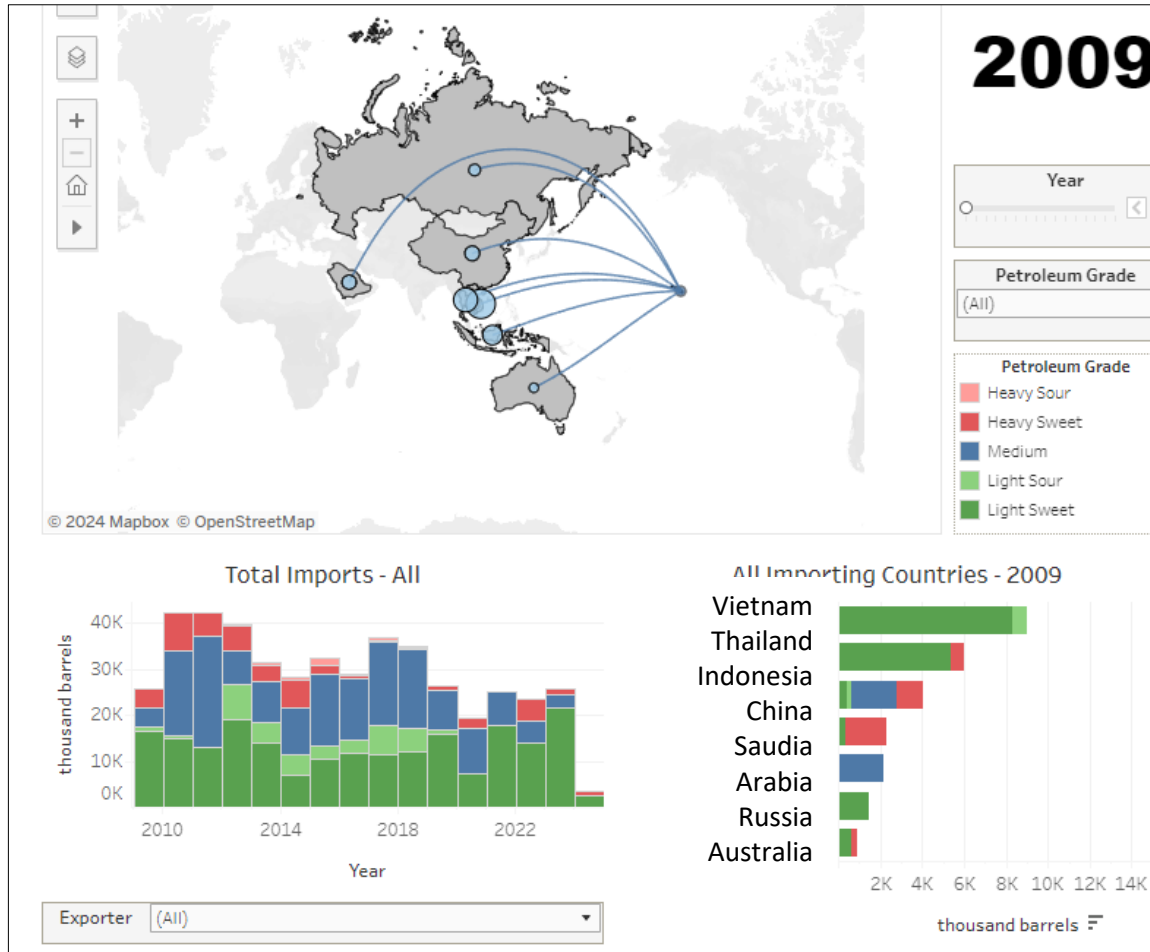 2009
+
−
Year
Petroleum Grade
(All)
Petroleum Grade
Heavy Sour
Heavy Sweet
Medium
Light Sour
Light Sweet
© 2024 Mapbox © OpenStreetMap
Total Imports - All
thousand barrels
40K
30K
20K
10K
0K
2010 2014 2018 2022
Year
Exporter (All)
All Importing Countries - 2009
Vietnam
Thailand
Indonesia
China
Saudia
Arabia
Russia
Australia
2K 4K 6K 8K 10K 12K 14K
thousand barrels